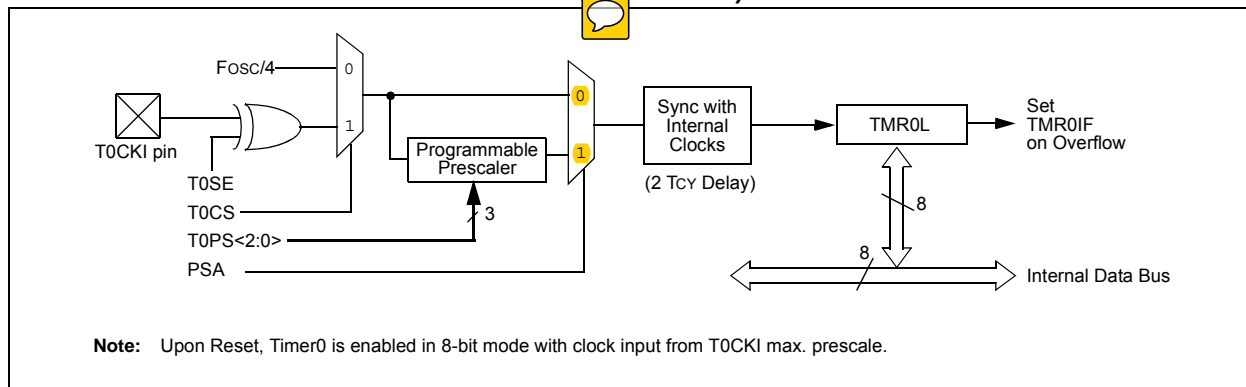 FOSC/4
0
1
T0CKI pin
T0SE
T0CS
T0PS<2:0>
PSA
Programmable
Prescaler
3
0
1
Sync with
Internal
Clocks
(2 TCY Delay)
TMR0L
Set
TMR0IF
on Overflow
8
8
Internal Data Bus
Note: Upon Reset, Timer0 is enabled in 8-bit mode with clock input from T0CKI max. prescale.